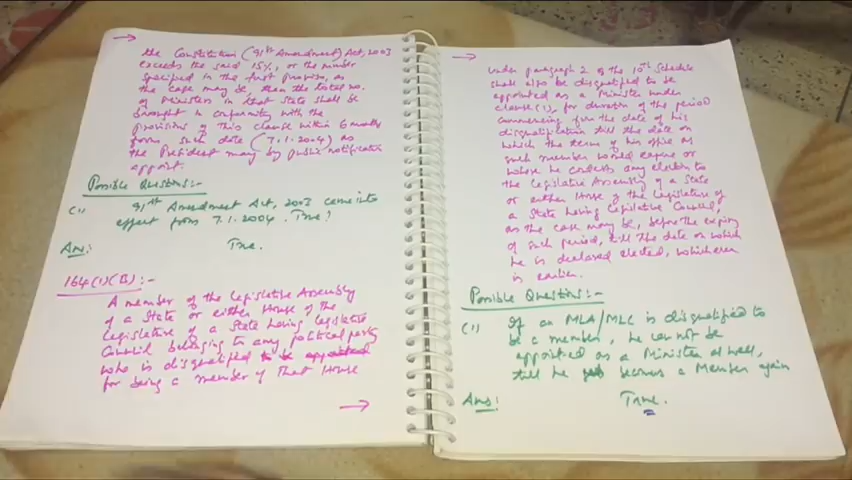 the Constitution (91st Amendment) Act, 2003
exceeds the said 15%, or the number
specified in the first proviso, as
the case may be, then the total no.
of Ministers in that State shall be
brought in conformity with the
provisions of this clause within 6 months
from such date (7.1.2004) as
the President may by public notification
appoint.
Possible Questions:-
(1) 91st Amendment Act, 2003 came into
effect from 7.1.2004. True?
An: True.
164(1)(B):-
A member of the Legislative Assembly
of a State or either House of the
Legislature of a State having Legislative
Council belonging to any political party
who is disqualified to be appointed
for being a member of that House
under paragraph 2 of the 10th Schedule
shall also be disqualified to be
appointed as a Minister under
clause (1), for duration of the period
commencing from the date of his
disqualification till the date on
which the term of his office as
such member would expire or
where he contests any election to
the Legislative Assembly of a State
or either House of the Legislature of
a State having Legislative Council,
as the case may be, before the expiry
of such period, till the date on which
he is declared elected, whichever
is earlier.
Possible Questions:-
(1) If an MLA/MLC is disqualified to
be a member, he cannot be
appointed as a Minister as well,
till he becomes a Member again
Ans: True.